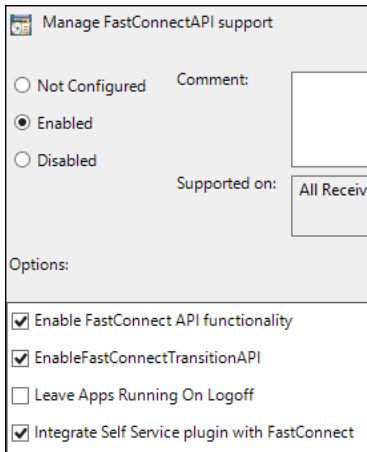 Manage FastConnectAPI support
Not Configured
Comment:
Enabled
Disabled
Supported on:
All Receiv
Options:
Enable FastConnect API functionality
EnableFastConnectTransitionAPI
Leave Apps Running On Logoff
Integrate Self Service plugin with FastConnect